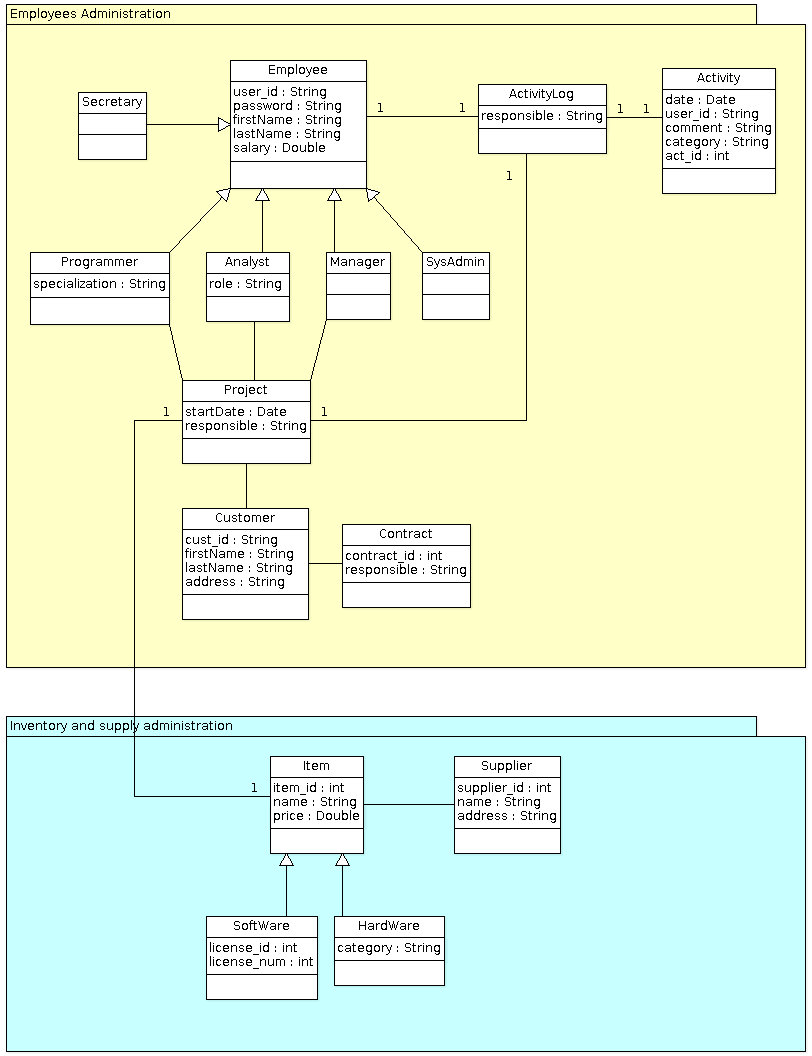 Employees Administration
Employee
user_id : String
password : String
firstName : String
lastName : String
salary : Double
Secretary
1
1
ActivityLog
responsible : String
1
1
1
Activity
date : Date
user_id : String
comment : String
category : String
act_id : int
Programmer
specialization : String
Analyst
role : String
Manager
SysAdmin
Project
startDate : Date
responsible : String
1
1
Customer
cust_id : String
firstName : String
lastName : String
address : String
Contract
contract_id : int
responsible : String
Inventory and supply administration
1
Item
item_id : int
name : String
price : Double
Supplier
supplier_id : int
name : String
address : String
SoftWare
license_id : int
license_num : int
HardWare
category : String